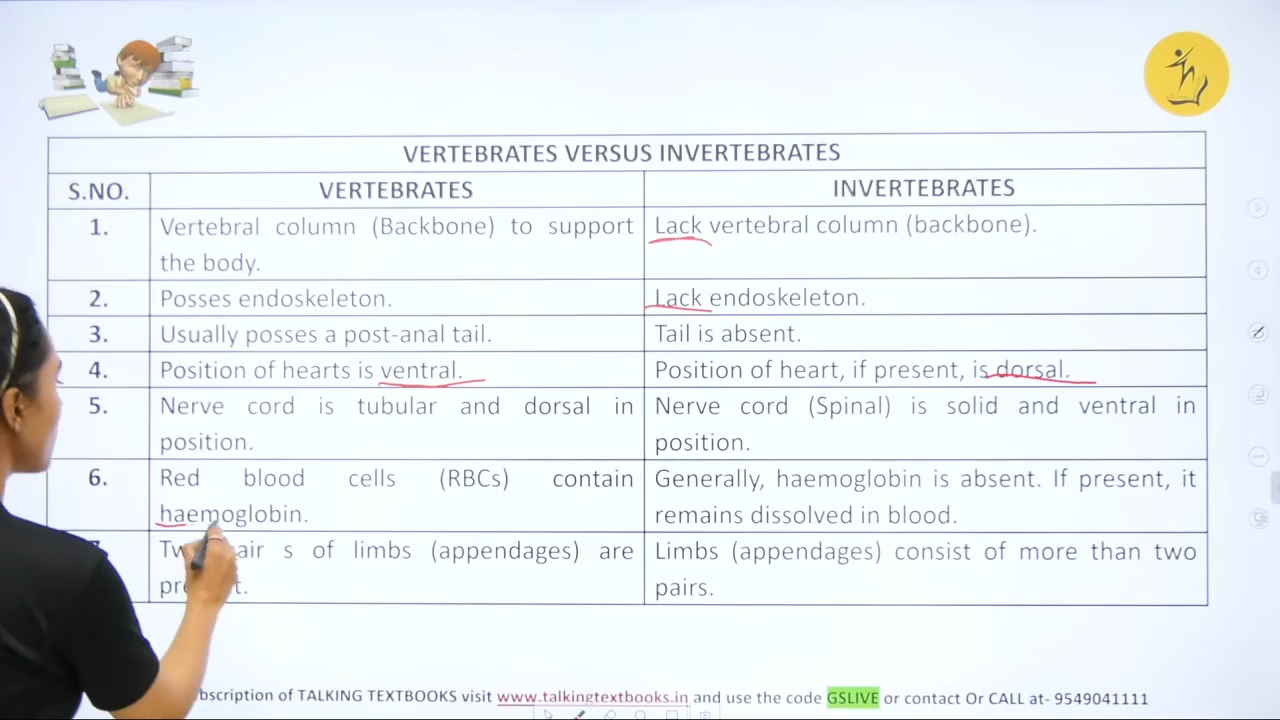 VERTEBRATES VERSUS INVERTEBRATES
S.NO. VERTEBRATES INVERTEBRATES
1. Vertebral column (Backbone) to support
the body.
Lack vertebral column (backbone).
2. Posses endoskeleton. Lack endoskeleton.
3. Usually posses a post-anal tail. Tail is absent.
4. Position of hearts is ventral. Position of heart, if present, is dorsal.
5. Nerve cord is tubular and dorsal in
position.
Nerve cord (Spinal) is solid and ventral in
position.
6. Red blood cells (RBCs) contain
haemoglobin.
Generally, haemoglobin is absent. If present, it
remains dissolved in blood.
s of limbs (appendages) are
Limbs (appendages) consist of more than two
pairs.
bscription of TALKING TEXTBOOKS visit www.talkingtextbooks.in and use the code GSLIVE or contact Or CALL at- 9549041111